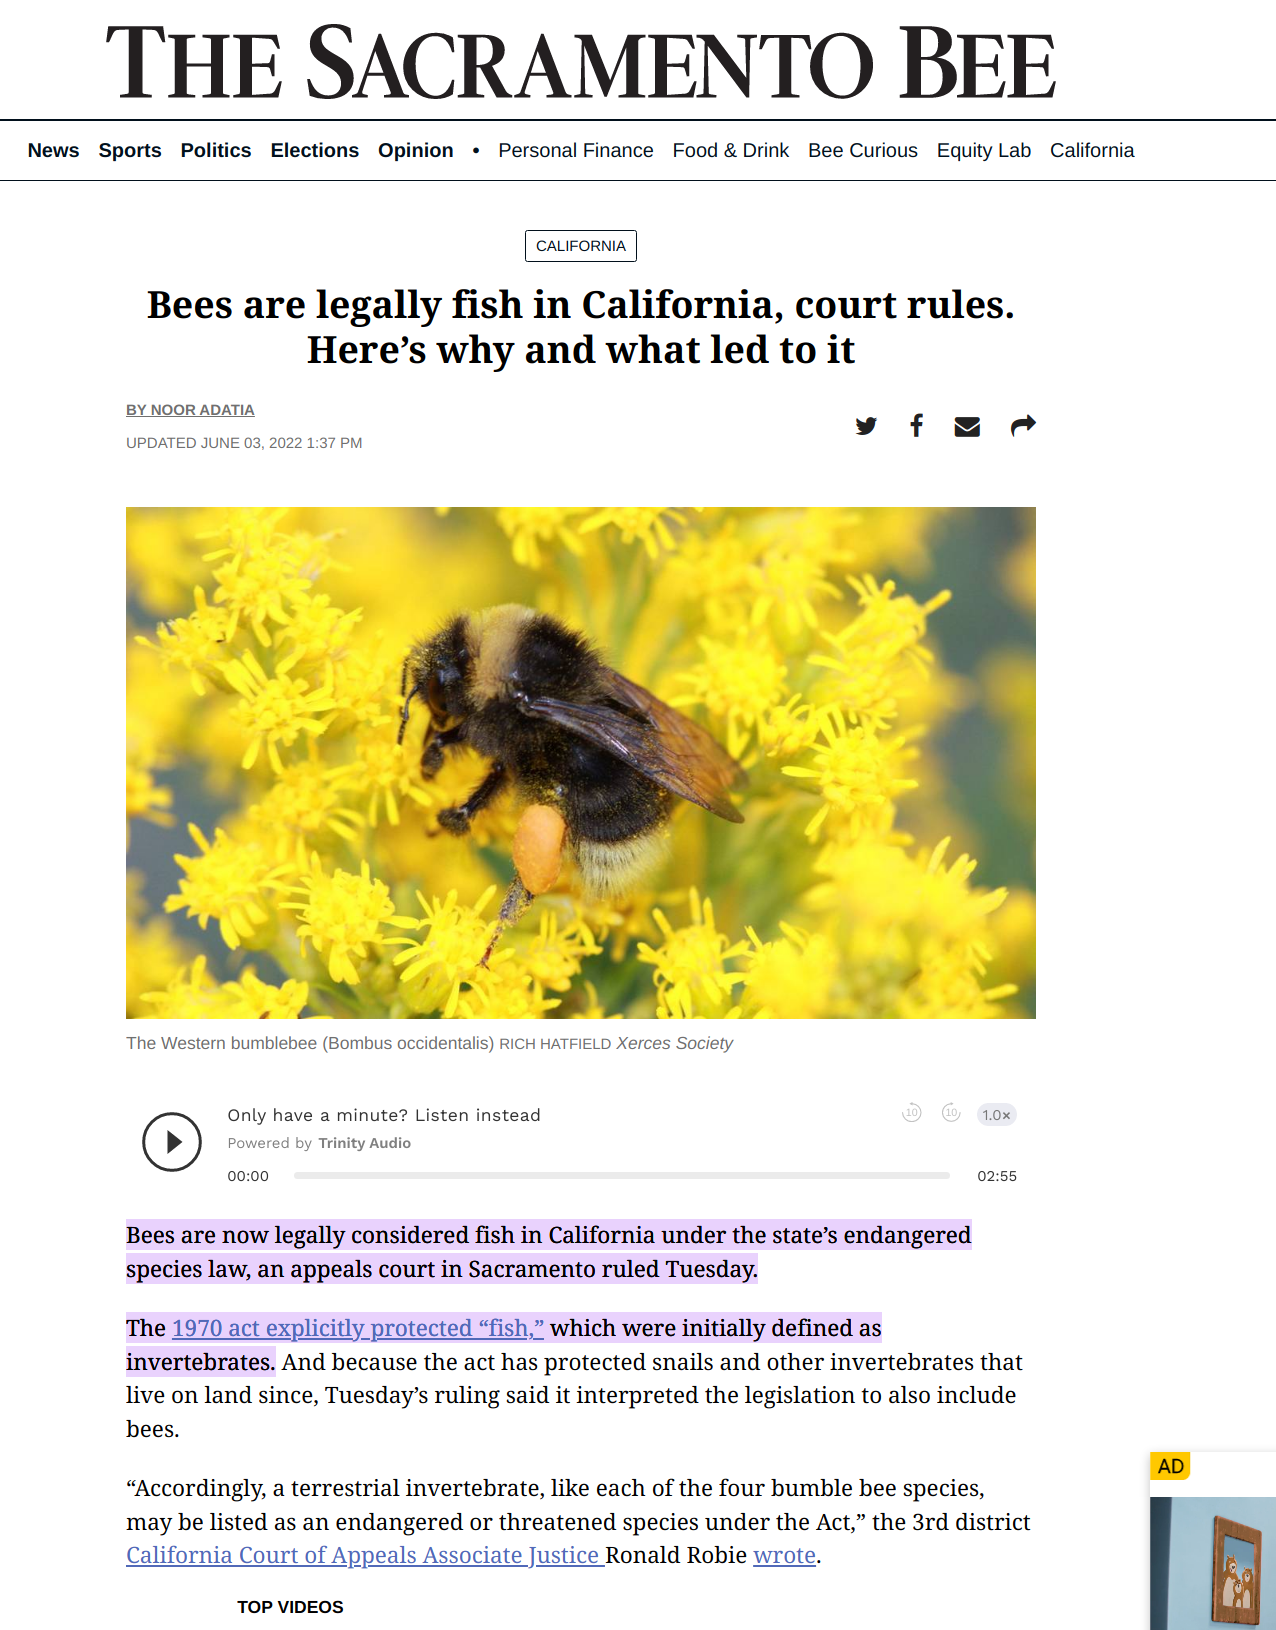 THE SACRAMENTO BEE
News Sports Politics Elections Opinion • Personal Finance Food & Drink Bee Curious Equity Lab California
CALIFORNIA
Bees are legally fish in California, court rules.
Here’s why and what led to it
BY NOOR ADATIA
UPDATED JUNE 03, 2022 1:37 PM
The Western bumblebee (Bombus occidentalis) RICH HATFIELD Xerces Society
Only have a minute? Listen instead
10 10 1.0×
Powered by Trinity Audio
00:00 02:55
Bees are now legally considered fish in California under the state’s endangered
species law, an appeals court in Sacramento ruled Tuesday.
The 1970 act explicitly protected “fish,” which were initially defined as
invertebrates. And because the act has protected snails and other invertebrates that
live on land since, Tuesday’s ruling said it interpreted the legislation to also include
bees.
“Accordingly, a terrestrial invertebrate, like each of the four bumble bee species,
may be listed as an endangered or threatened species under the Act,” the 3rd district
California Court of Appeals Associate Justice Ronald Robie wrote.
AD
TOP VIDEOS